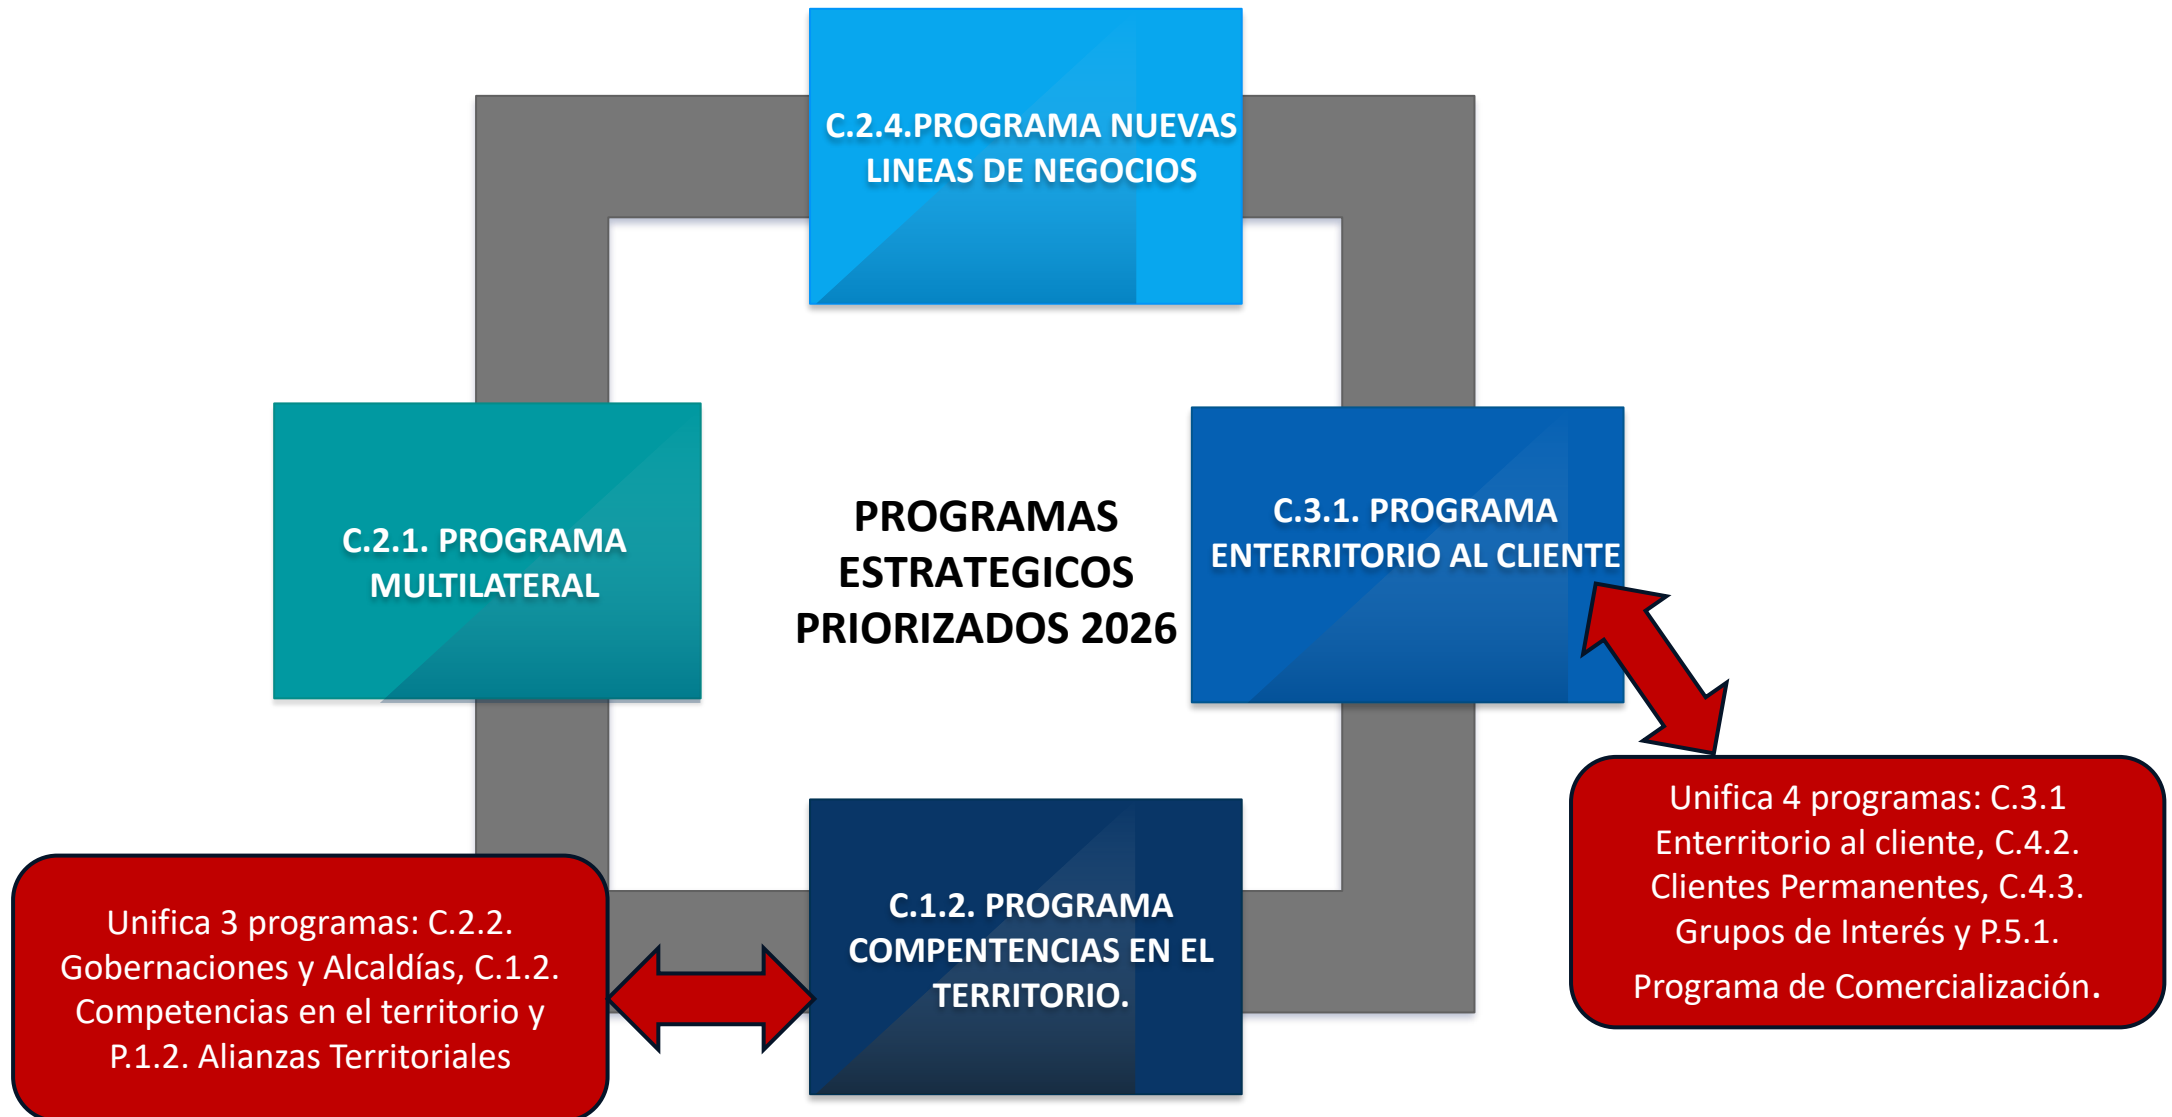 C.2.4.PROGRAMA NUEVAS
LINEAS DE NEGOCIOS
C.2.1. PROGRAMA
MULTILATERAL
PROGRAMAS
ESTRATEGICOS
PRIORIZADOS 2026
C.3.1. PROGRAMA
ENTERRITORIO AL CLIENTE
Unifica 4 programas: C.3.1
Enterritorio al cliente, C.4.2.
Clientes Permanentes, C.4.3.
Grupos de Interés y P.5.1.
Programa de Comercialización.
C.1.2. PROGRAMA
COMPENTENCIAS EN EL
TERRITORIO.
Unifica 3 programas: C.2.2.
Gobernaciones y Alcaldías, C.1.2.
Competencias en el territorio y
P.1.2. Alianzas Territoriales